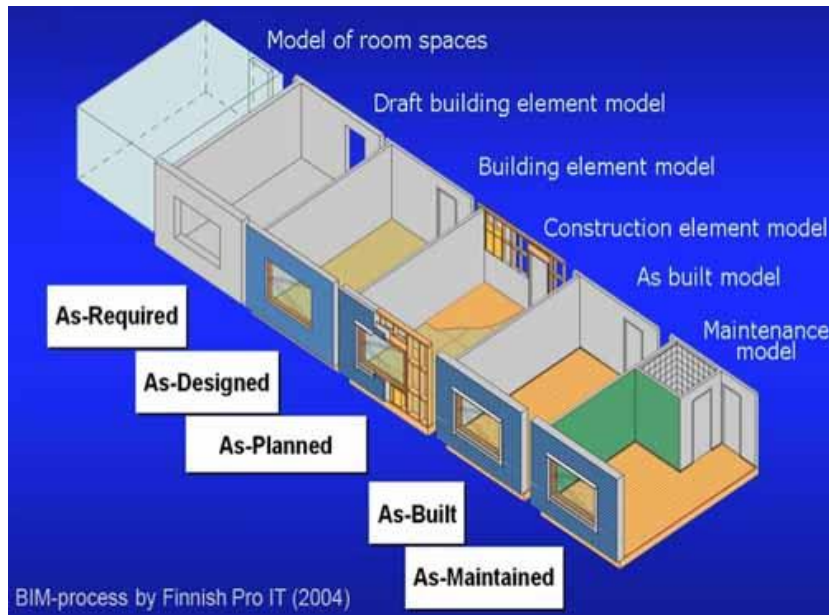 Model of room spaces
Draft building element model
Building element model
Construction element model
As built model
Maintenance
model
As-Required
As-Designed
As-Planned
As-Built
As-Maintained
BIM-process by Finnish Pro IT (2004)